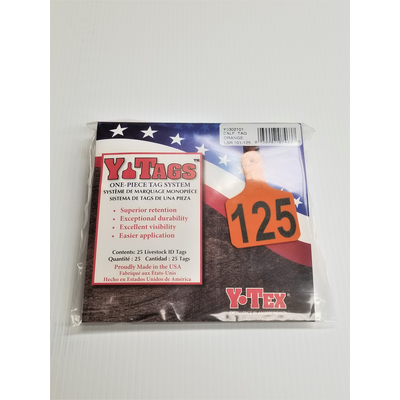 CALF TAG
ORANGE
Y•TAGS™
ONE-PIECE TAG SYSTEM
SYSTÈME DE MARQUAGE MONOPIÈCE
SISTEMA DE TAGS DE UNA PIEZA
• Superior retention
• Exceptional durability
• Excellent visibility
• Easier application
Contents: 25 Livestock ID Tags
Quantité : 25 Cantidad : 25 Tags
Proudly Made in the USA
Fabriqué aux États-Unis
Hecho en Estados Unidos de América
125
Y•TEX